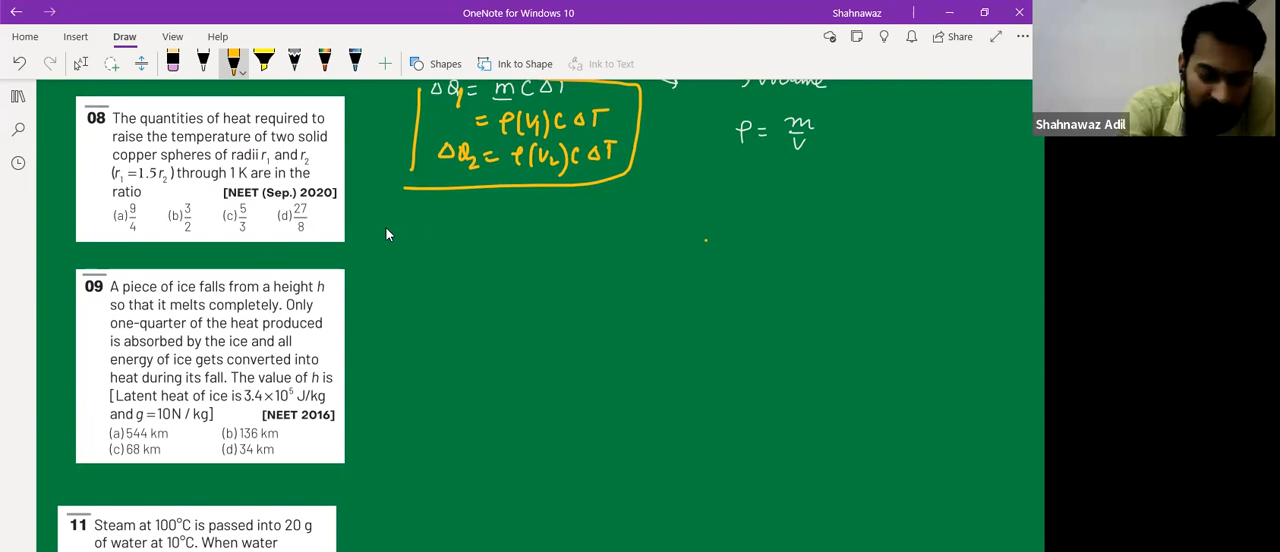 OneNote for Windows 10
Shahnawaz
Home Insert Draw View Help
Share
Shapes
Ink to Shape
Ink to Text
Shahnawaz Adil
ΔQ1 = m C ΔT
= ρ(V1) C ΔT
ΔQ2 = ρ(V2) C ΔT
volume
ρ = m/V
08 The quantities of heat required to
raise the temperature of two solid
copper spheres of radii r₁ and r₂
(r₁ = 1.5 r₂) through 1 K are in the
ratio [NEET (Sep.) 2020]
(a) 9/4 (b) 3/2 (c) 5/3 (d) 27/8
09 A piece of ice falls from a height h
so that it melts completely. Only
one-quarter of the heat produced
is absorbed by the ice and all
energy of ice gets converted into
heat during its fall. The value of h is
[Latent heat of ice is 3.4×10⁵ J/kg
and g = 10N / kg] [NEET 2016]
(a) 544 km (b) 136 km
(c) 68 km (d) 34 km
11 Steam at 100°C is passed into 20 g
of water at 10°C. When water